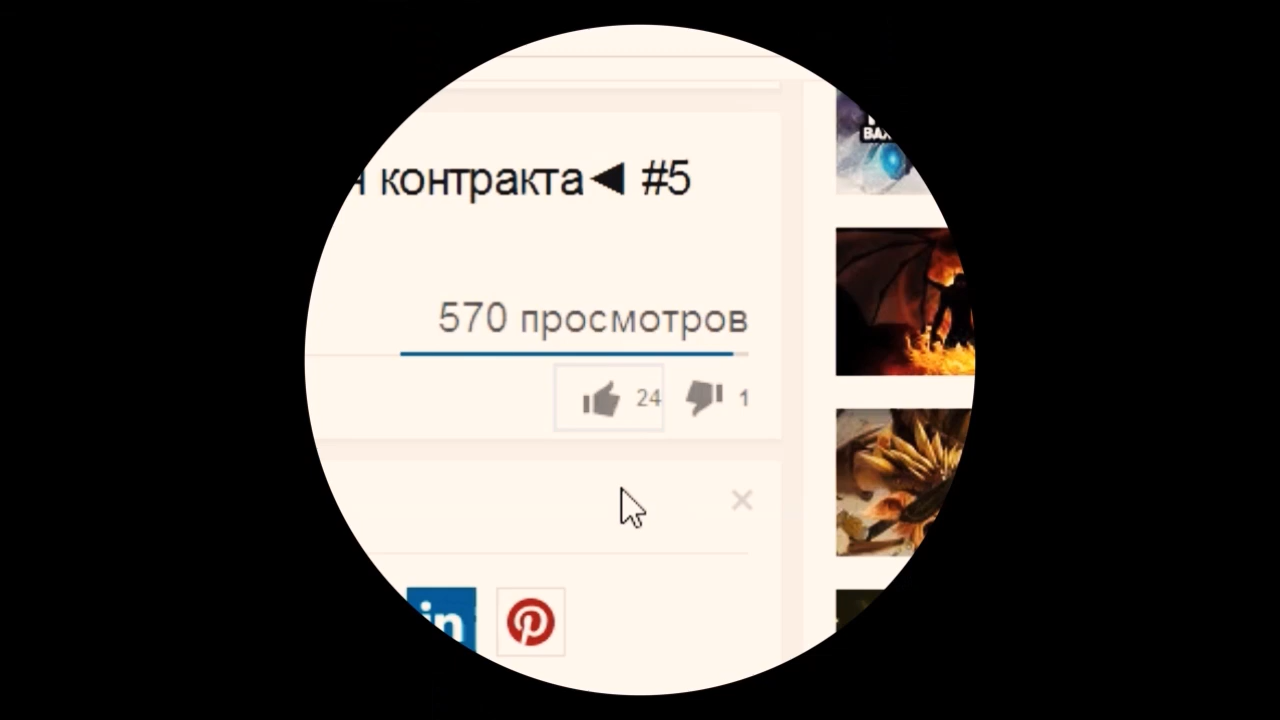 контракта◄ #5
570 просмотров
24 1
in